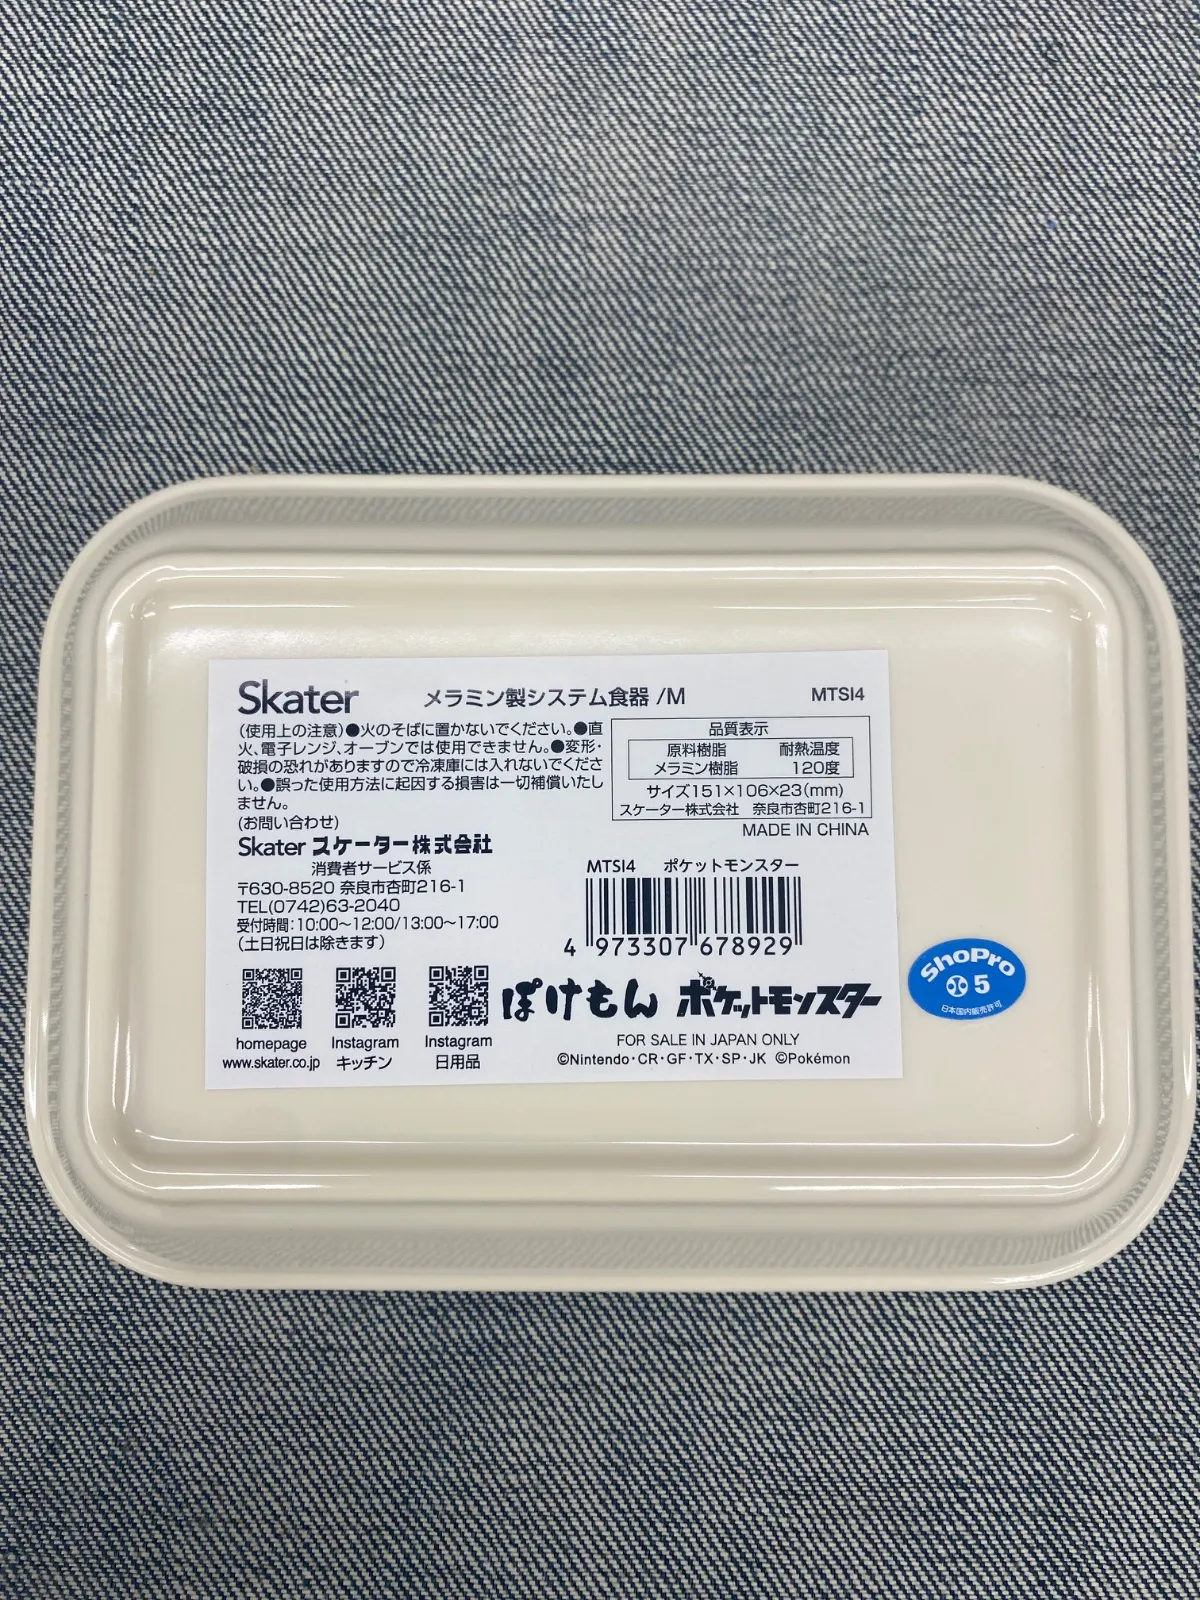 Skater
メラミン製システム食器 /M
MTSI4
(使用上の注意)●火のそばに置かないでください。●直
火、電子レンジ、オーブンでは使用できません。●変形・
破損の恐れがありますので冷凍庫には入れないでくださ
い。●誤った使用方法に起因する損害は一切補償いたし
ません。
(お問い合わせ)
Skater スケーター株式会社
消費者サービス係
〒630-8520 奈良市杏町216-1
TEL(0742)63-2040
受付時間:10:00〜12:00/13:00〜17:00
(土日祝日は除きます)
品質表示
原料樹脂 耐熱温度
メラミン樹脂 120度
サイズ151×106×23(mm)
スケーター株式会社 奈良市杏町216-1
MADE IN CHINA
MTSI4 ポケットモンスター
4 973307 678929
ぽけもん ポケットモンスター
FOR SALE IN JAPAN ONLY
©Nintendo・CR・GF・TX・SP・JK ©Pokémon
homepage
www.skater.co.jp
Instagram
キッチン
Instagram
日用品
ShoPro
5
日本国内販売許可